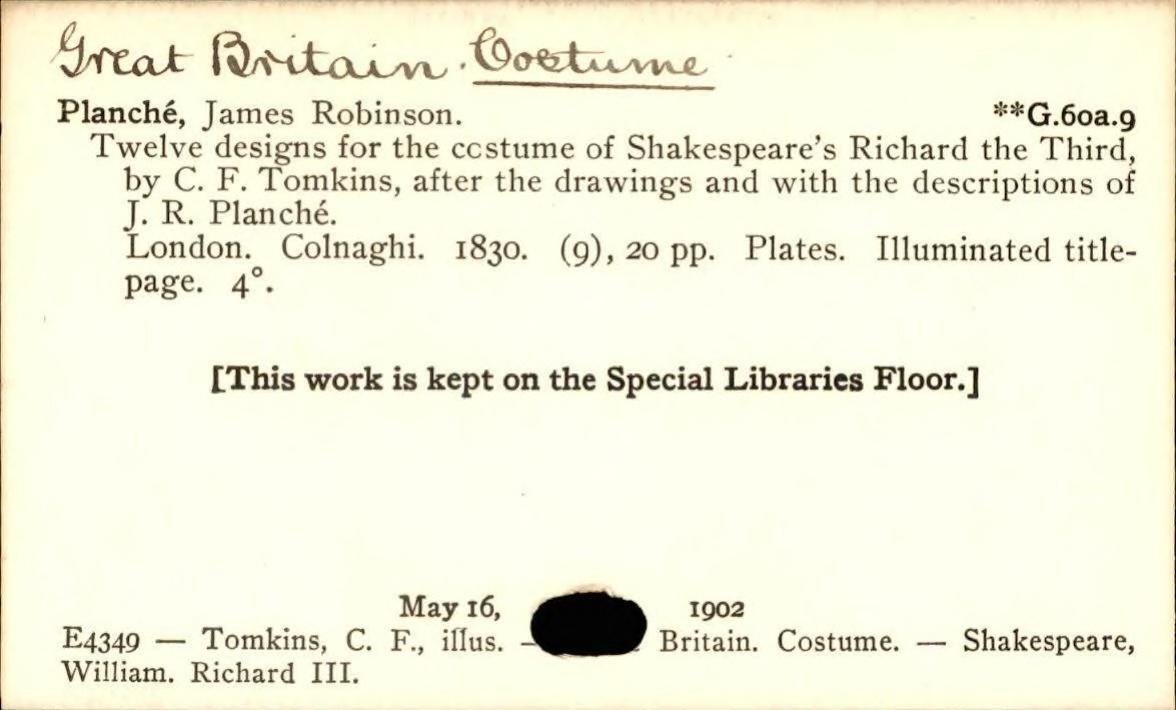 Great Britain. Costume
Planché, James Robinson. **G.60a.9
Twelve designs for the ccstume of Shakespeare's Richard the Third,
by C. F. Tomkins, after the drawings and with the descriptions of
J. R. Planché.
London. Colnaghi. 1830. (9), 20 pp. Plates. Illuminated title-
page. 4°.
[This work is kept on the Special Libraries Floor.]
May 16, 1902
E4349 — Tomkins, C. F., illus. — Britain. Costume. — Shakespeare,
William. Richard III.